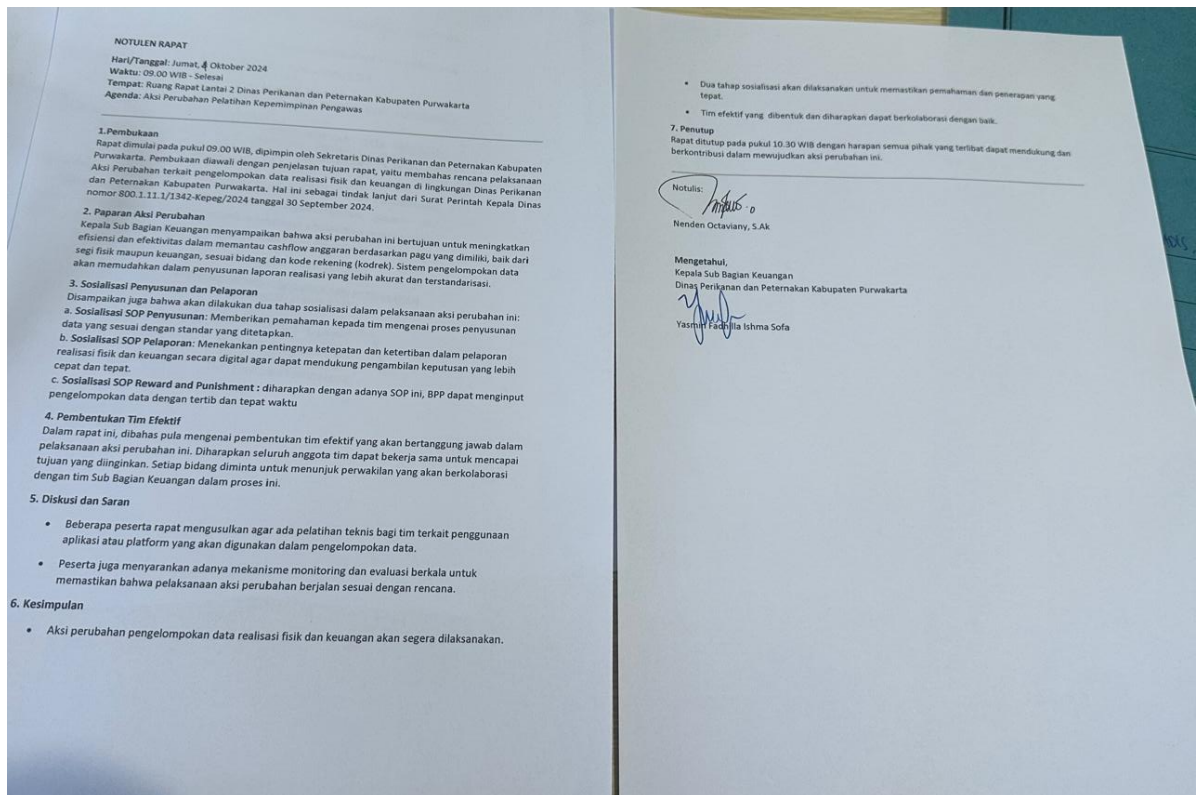 NOTULEN RAPAT
Hari/Tanggal: Jumat, 4 Oktober 2024
Waktu: 09.00 WIB - Selesai
Tempat: Ruang Rapat Lantai 2 Dinas Perikanan dan Peternakan Kabupaten Purwakarta
Agenda: Aksi Perubahan Pelatihan Kepemimpinan Pengawas
1.Pembukaan
Rapat dimulai pada pukul 09.00 WIB, dipimpin oleh Sekretaris Dinas Perikanan dan Peternakan Kabupaten
Purwakarta. Pembukaan diawali dengan penjelasan tujuan rapat, yaitu membahas rencana pelaksanaan
Aksi Perubahan terkait pengelompokan data realisasi fisik dan keuangan di lingkungan Dinas Perikanan
dan Peternakan Kabupaten Purwakarta. Hal ini sebagai tindak lanjut dari Surat Perintah Kepala Dinas
nomor 800.1.11.1/1342-Kepeg/2024 tanggal 30 September 2024.
2. Paparan Aksi Perubahan
Kepala Sub Bagian Keuangan menyampaikan bahwa aksi perubahan ini bertujuan untuk meningkatkan
efisiensi dan efektivitas dalam memantau cashflow anggaran berdasarkan pagu yang dimiliki, baik dari
segi fisik maupun keuangan, sesuai bidang dan kode rekening (kodrek). Sistem pengelompokan data
akan memudahkan dalam penyusunan laporan realisasi yang lebih akurat dan terstandarisasi.
3. Sosialisasi Penyusunan dan Pelaporan
Disampaikan juga bahwa akan dilakukan dua tahap sosialisasi dalam pelaksanaan aksi perubahan ini:
a. Sosialisasi SOP Penyusunan: Memberikan pemahaman kepada tim mengenai proses penyusunan
data yang sesuai dengan standar yang ditetapkan.
b. Sosialisasi SOP Pelaporan: Menekankan pentingnya ketepatan dan ketertiban dalam pelaporan
realisasi fisik dan keuangan secara digital agar dapat mendukung pengambilan keputusan yang lebih
cepat dan tepat.
c. Sosialisasi SOP Reward and Punishment : diharapkan dengan adanya SOP ini, BPP dapat menginput
pengelompokan data dengan tertib dan tepat waktu
4. Pembentukan Tim Efektif
Dalam rapat ini, dibahas pula mengenai pembentukan tim efektif yang akan bertanggung jawab dalam
pelaksanaan aksi perubahan ini. Diharapkan seluruh anggota tim dapat bekerja sama untuk mencapai
tujuan yang diinginkan. Setiap bidang diminta untuk menunjuk perwakilan yang akan berkolaborasi
dengan tim Sub Bagian Keuangan dalam proses ini.
5. Diskusi dan Saran
• Beberapa peserta rapat mengusulkan agar ada pelatihan teknis bagi tim terkait penggunaan
aplikasi atau platform yang akan digunakan dalam pengelompokan data.
• Peserta juga menyarankan adanya mekanisme monitoring dan evaluasi berkala untuk
memastikan bahwa pelaksanaan aksi perubahan berjalan sesuai dengan rencana.
6. Kesimpulan
• Aksi perubahan pengelompokan data realisasi fisik dan keuangan akan segera dilaksanakan.
• Dua tahap sosialisasi akan dilaksanakan untuk memastikan pemahaman dan penerapan yang
tepat.
• Tim efektif yang dibentuk dan diharapkan dapat berkolaborasi dengan baik.
7. Penutup
Rapat ditutup pada pukul 10.30 WIB dengan harapan semua pihak yang terlibat dapat mendukung dan
berkontribusi dalam mewujudkan aksi perubahan ini.
Notulis:
Nenden Octaviany, S.Ak
Mengetahui,
Kepala Sub Bagian Keuangan
Dinas Perikanan dan Peternakan Kabupaten Purwakarta
Yasmin Fadhilla Ishma Sofa